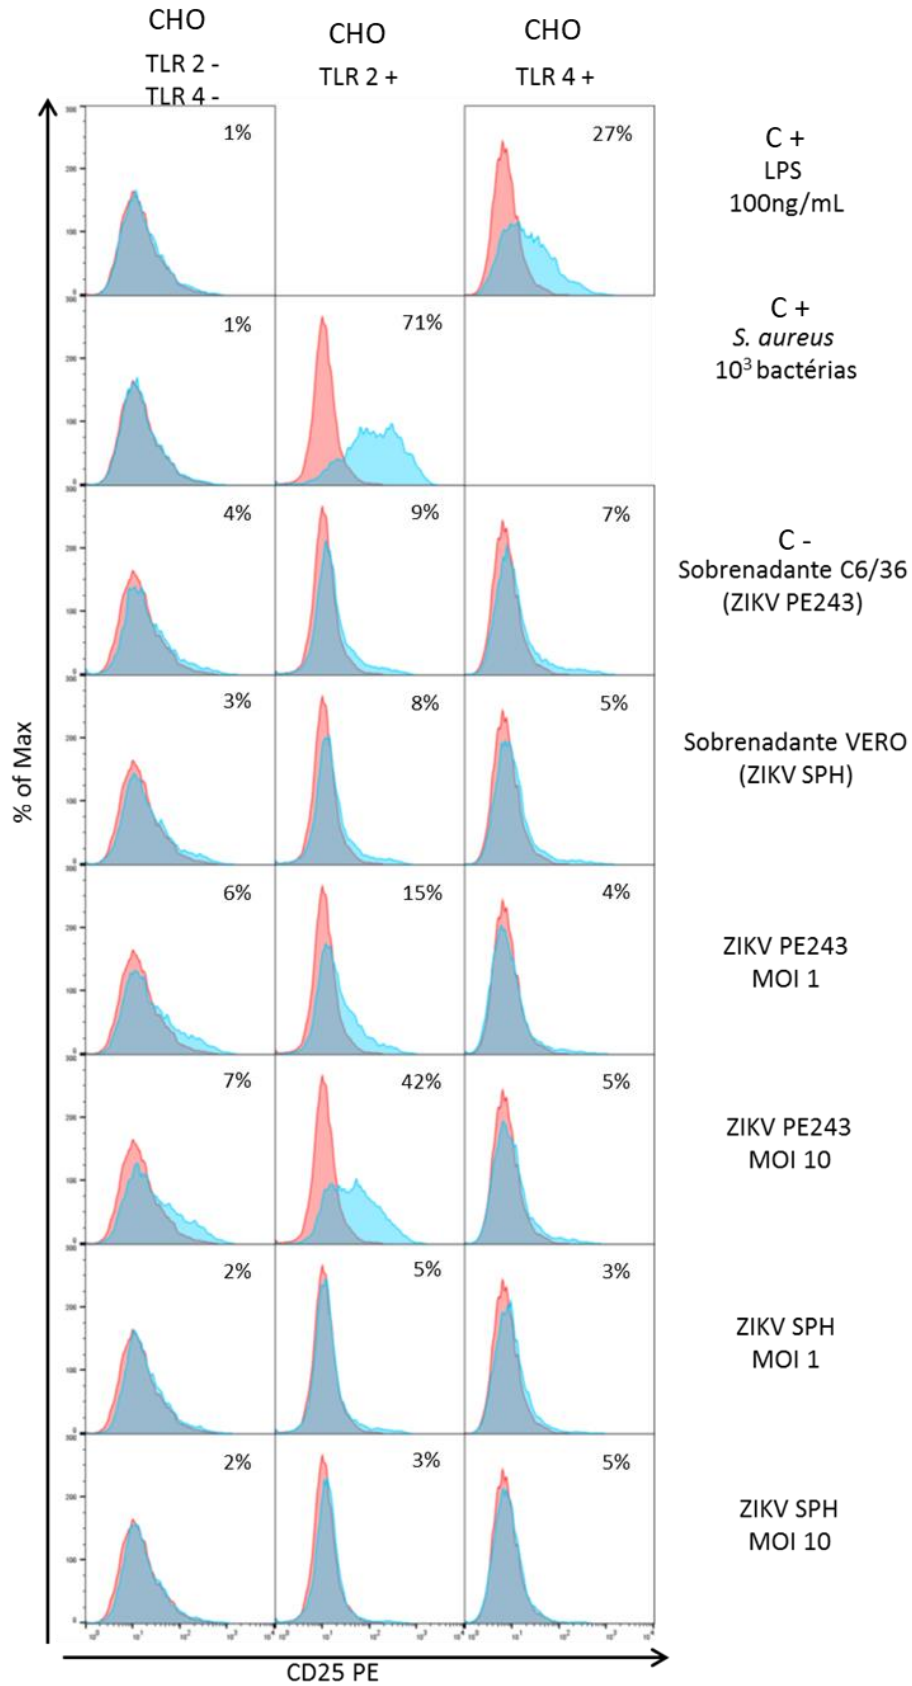 CHO
TLR 2 -
TLR 4 -
CHO
TLR 2 +
CHO
TLR 4 +
1%
27%
C +
LPS
100ng/mL
1%
71%
C +
S. aureus
10³ bactérias
4%
9%
7%
C -
Sobrenadante C6/36
(ZIKV PE243)
3%
8%
5%
Sobrenadante VERO
(ZIKV SPH)
6%
15%
4%
ZIKV PE243
MOI 1
7%
42%
5%
ZIKV PE243
MOI 10
2%
5%
3%
ZIKV SPH
MOI 1
2%
3%
5%
ZIKV SPH
MOI 10
% of Max
CD25 PE